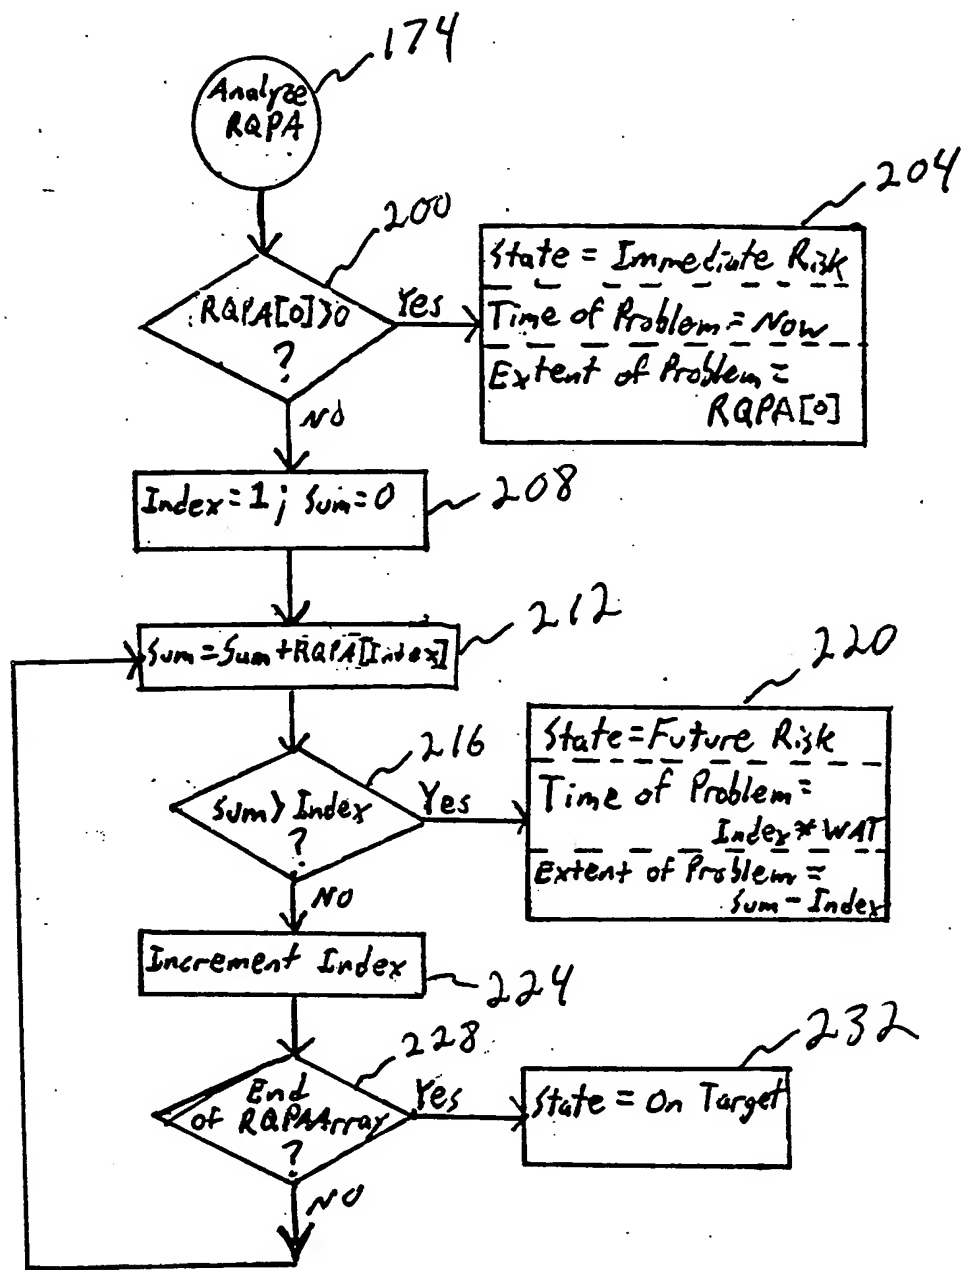 174
Analyze
RQPA
200
RQPA[0]>0
?
Yes
NO
204
State = Immediate Risk
Time of Problem = Now
Extent of Problem =
RQPA[0]
Index = 1; Sum = 0
208
212
Sum = Sum + RQPA[Index]
216
Sum > Index
?
Yes
NO
220
State = Future Risk
Time of Problem =
Index * WAT
Extent of Problem =
Sum - Index
Increment Index
224
228
End
of RQPAArray
?
Yes
NO
232
State = On Target